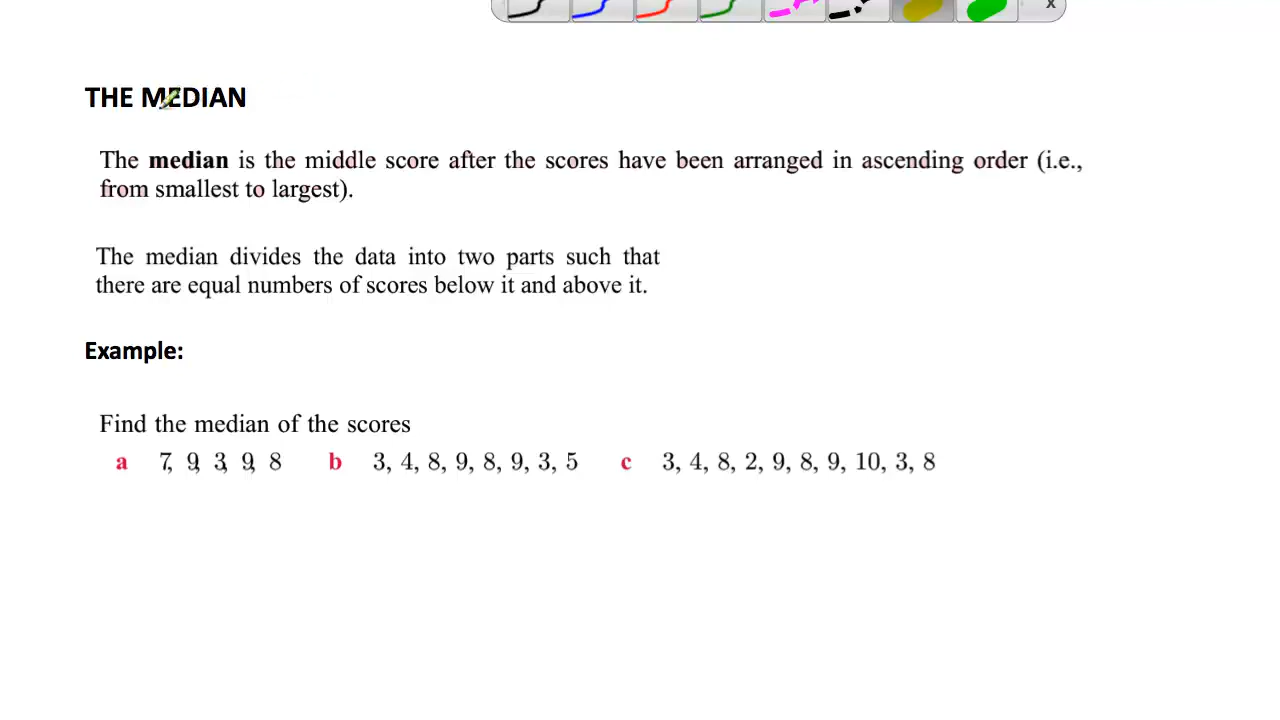 x
THE MEDIAN
The median is the middle score after the scores have been arranged in ascending order (i.e.,
from smallest to largest).
The median divides the data into two parts such that
there are equal numbers of scores below it and above it.
Example:
Find the median of the scores
a 7, 9, 3, 9, 8 b 3, 4, 8, 9, 8, 9, 3, 5 c 3, 4, 8, 2, 9, 8, 9, 10, 3, 8